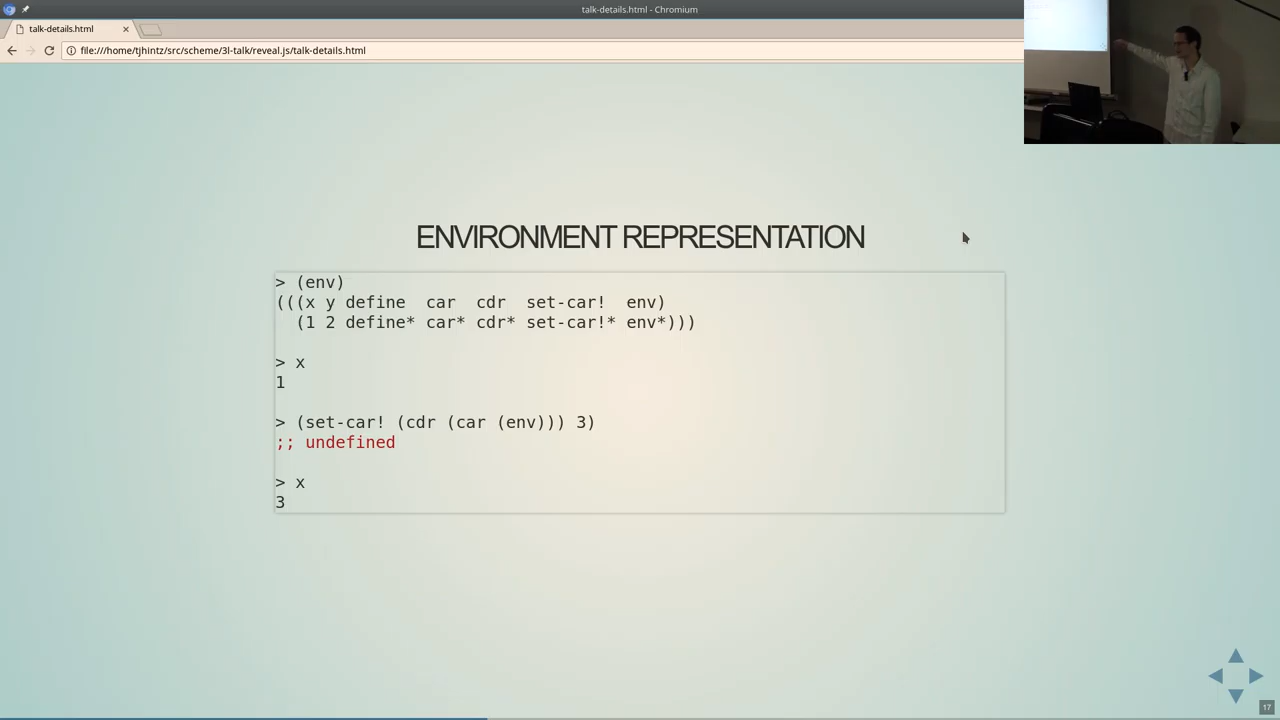 talk-details.html - Chromium
talk-details.html
file:///home/tjhintz/src/scheme/3l-talk/reveal.js/talk-details.html
ENVIRONMENT REPRESENTATION
> (env)
(((x y define  car  cdr  set-car!  env)
  (1 2 define* car* cdr* set-car!* env*)))
> x
1
> (set-car! (cdr (car (env))) 3)
;; undefined
> x
3
17